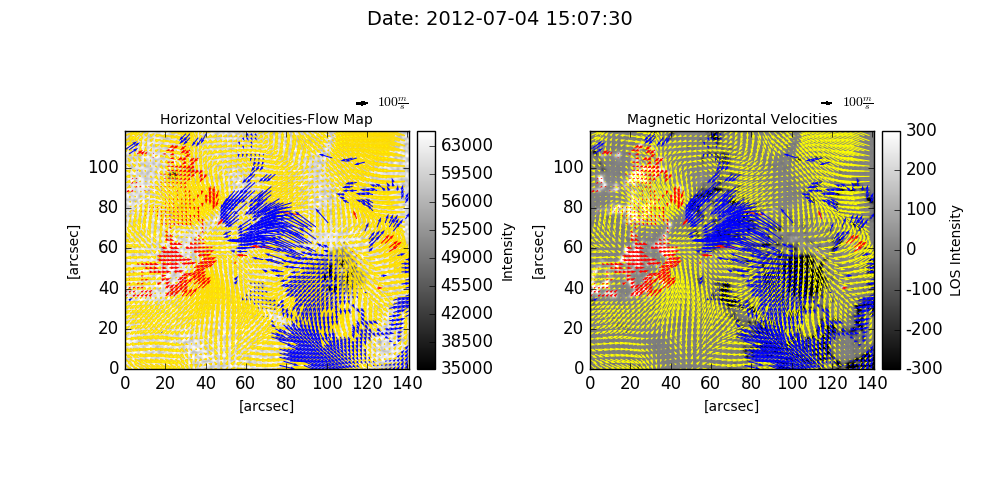 Date: 2012-07-04 15:07:30
100 m/s
100 m/s
Horizontal Velocities-Flow Map
Magnetic Horizontal Velocities
100
80
60
40
20
0
[arcsec]
0 20 40 60 80 100 120 140
[arcsec]
63000
59500
56000
52500
49000
45500
42000
38500
35000
Intensity
100
80
60
40
20
0
[arcsec]
0 20 40 60 80 100 120 140
[arcsec]
300
200
100
0
-100
-200
-300
LOS Intensity